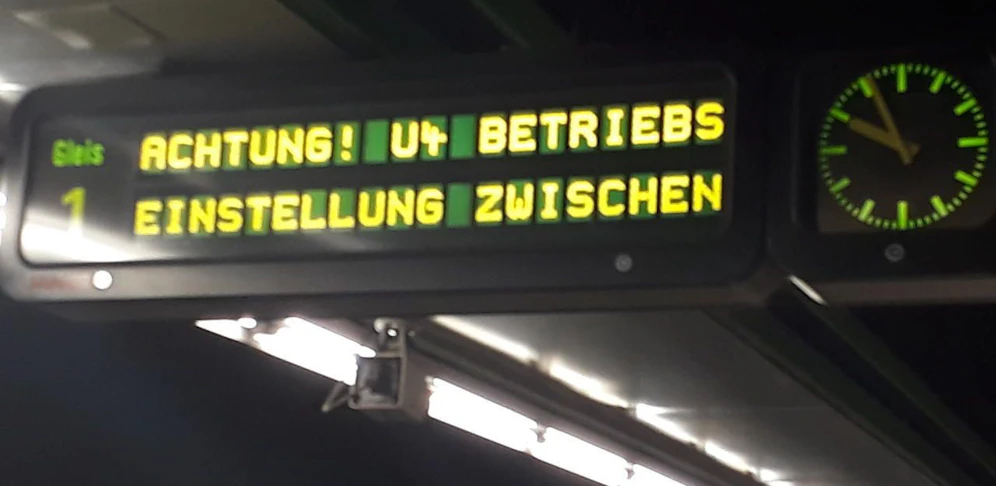 Gleis
1
ACHTUNG! U4 BETRIEBS
EINSTELLUNG ZWISCHEN